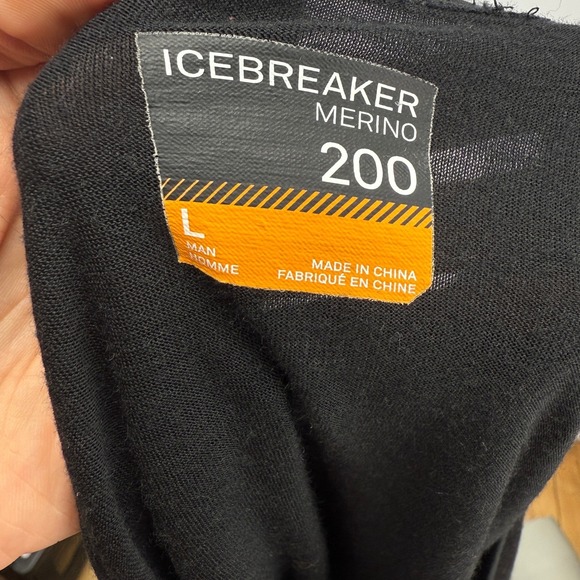 ICEBREAKER
MERINO
200
L
MAN
HOMME
MADE IN CHINA
FABRIQUÉ EN CHINE